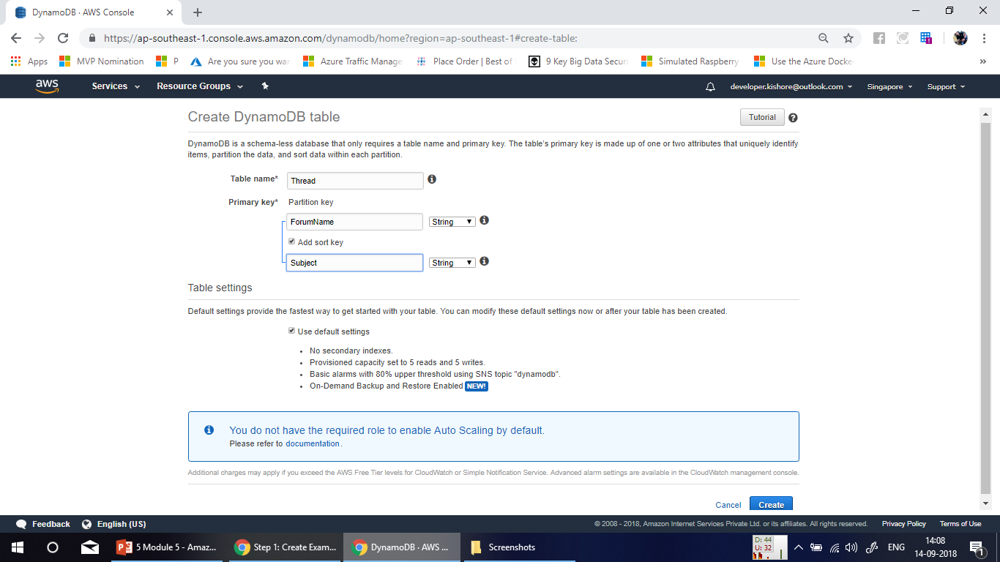 DynamoDB · AWS Console
https://ap-southeast-1.console.aws.amazon.com/dynamodb/home?region=ap-southeast-1#create-table:
Apps MVP Nomination P Are you sure you war Azure Traffic Manage Place Order | Best of 9 Key Big Data Securi Simulated Raspberry Use the Azure Docke
aws Services Resource Groups developer.kishore@outlook.com Singapore Support
Create DynamoDB table Tutorial
DynamoDB is a schema-less database that only requires a table name and primary key. The table's primary key is made up of one or two attributes that uniquely identify
items, partition the data, and sort data within each partition.
Table name* Thread
Primary key* Partition key
ForumName String
Add sort key
Subject String
Table settings
Default settings provide the fastest way to get started with your table. You can modify these default settings now or after your table has been created.
Use default settings
No secondary indexes.
Provisioned capacity set to 5 reads and 5 writes.
Basic alarms with 80% upper threshold using SNS topic "dynamodb".
On-Demand Backup and Restore Enabled NEW!
You do not have the required role to enable Auto Scaling by default.
Please refer to documentation.
Additional charges may apply if you exceed the AWS Free Tier levels for CloudWatch or Simple Notification Service. Advanced alarm settings are available in the CloudWatch management console.
Cancel Create
Feedback English (US) © 2008 - 2018, Amazon Internet Services Private Ltd. or its affiliates. All rights reserved. Privacy Policy Terms of Use
5 Module 5 - Amaz... Step 1: Create Exam... DynamoDB · AWS ... Screenshots D: 44 ENG 14:08
U: 32 14-09-2018 1